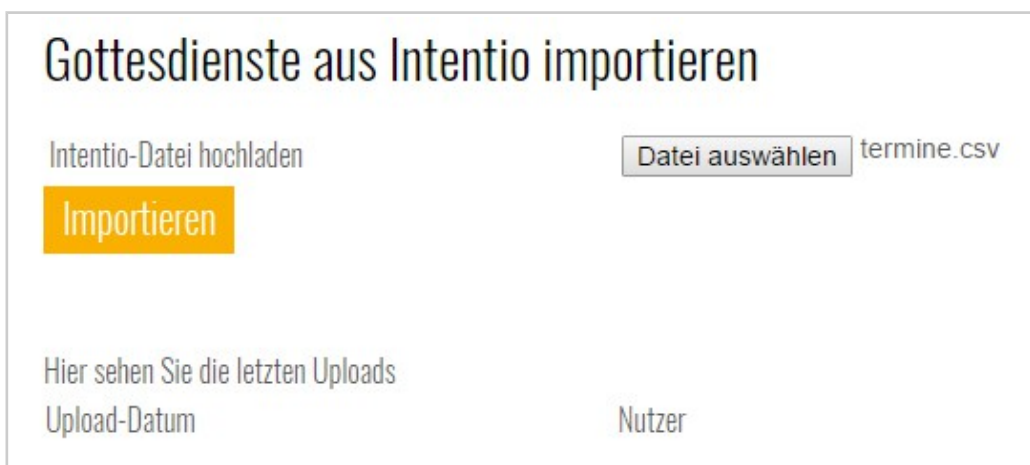 Gottesdienste aus Intentio importieren
Intentio-Datei hochladen Datei auswählen termine.csv
Importieren
Hier sehen Sie die letzten Uploads
Upload-Datum Nutzer